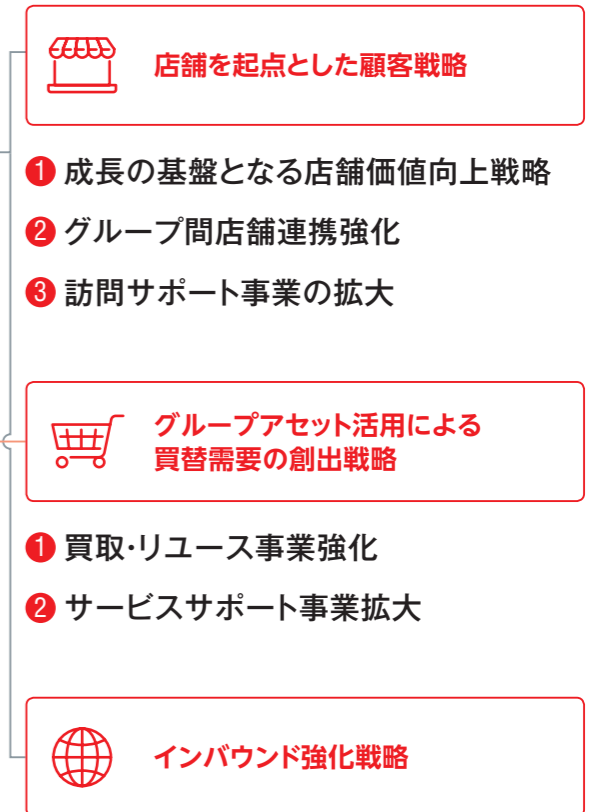 店舗を起点とした顧客戦略
❶ 成長の基盤となる店舗価値向上戦略
❷ グループ間店舗連携強化
❸ 訪問サポート事業の拡大
グループアセット活用による
買替需要の創出戦略
❶ 買取・リユース事業強化
❷ サービスサポート事業拡大
インバウンド強化戦略